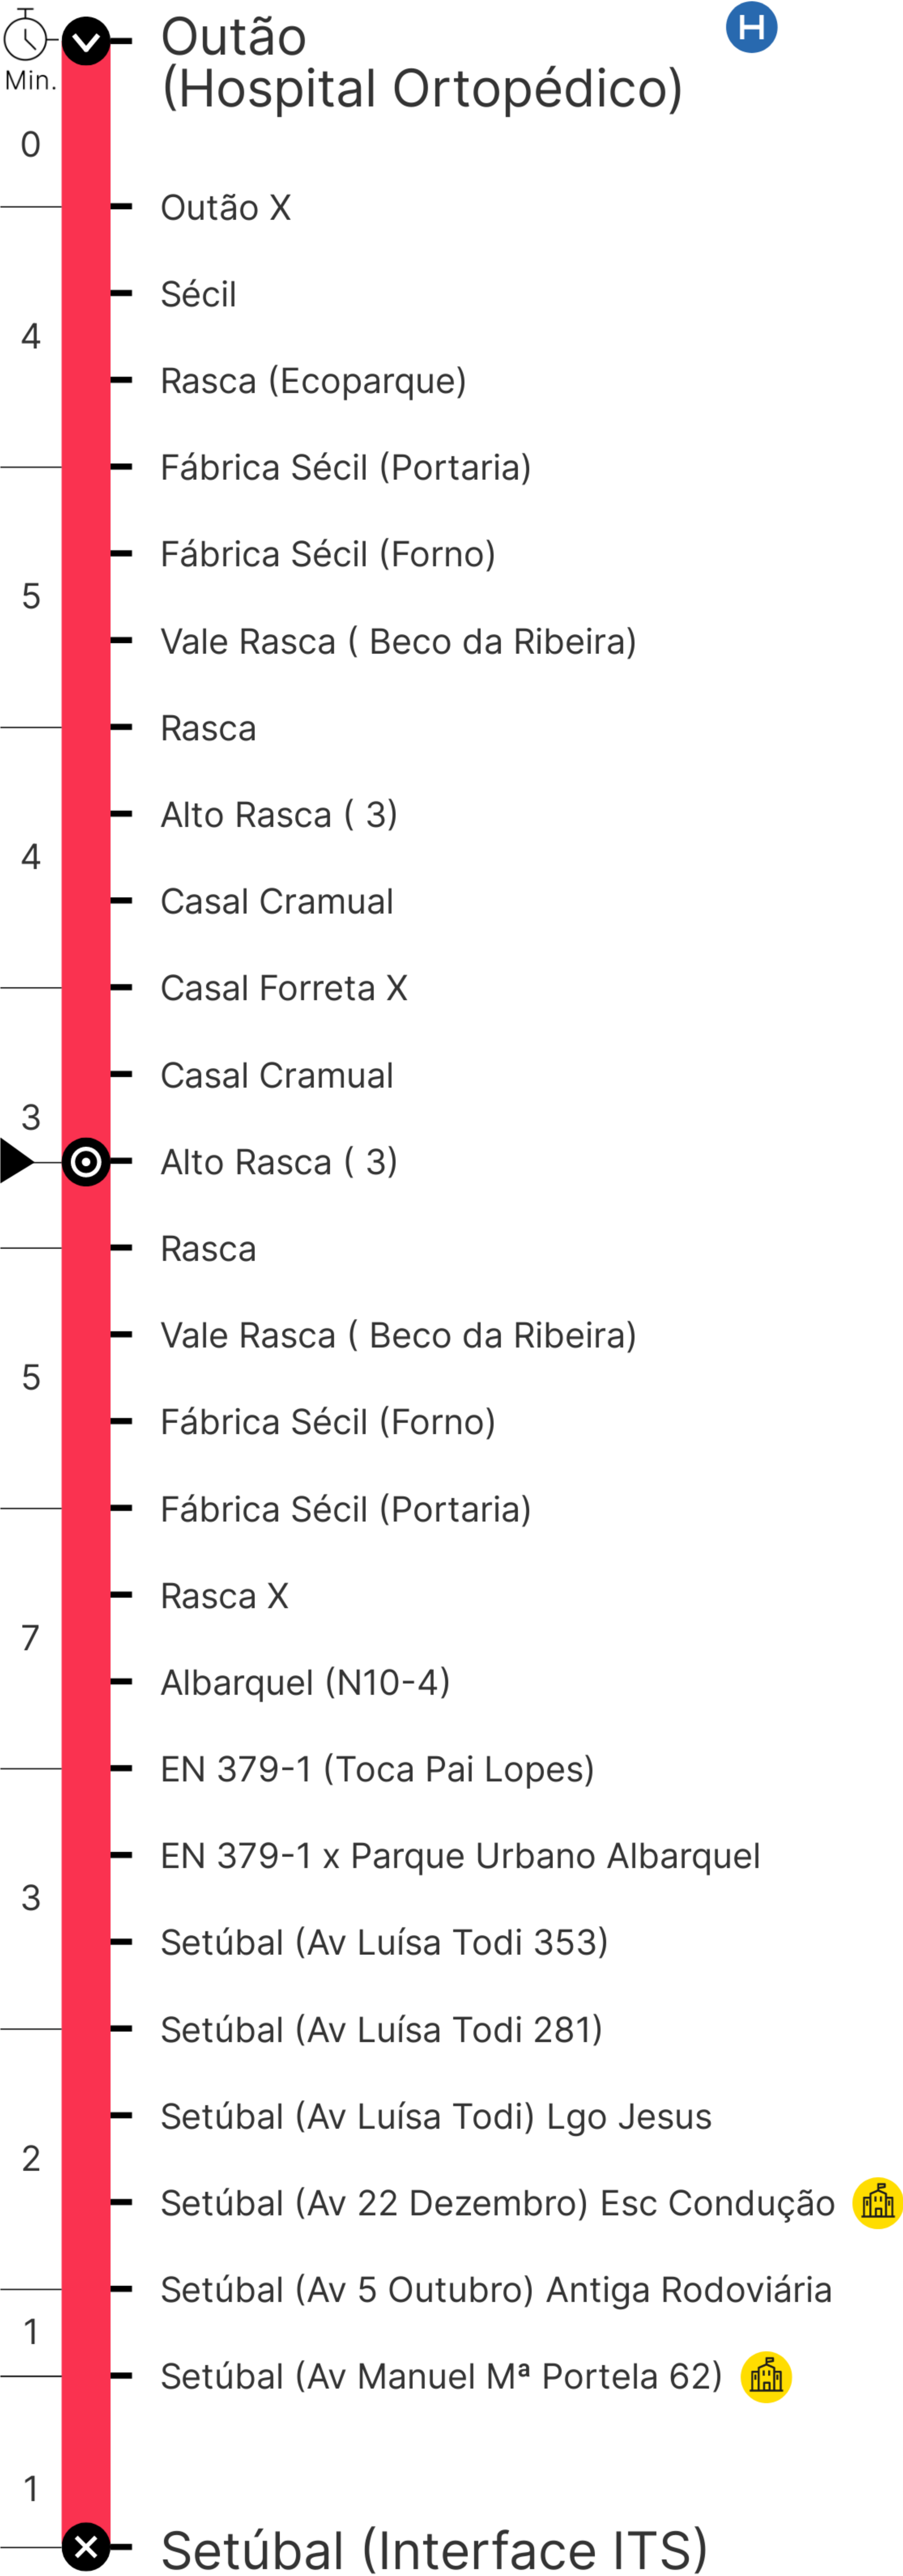 Outão
(Hospital Ortopédico)
H
Min.
0
Outão X
Sécil
4
Rasca (Ecoparque)
Fábrica Sécil (Portaria)
Fábrica Sécil (Forno)
5
Vale Rasca ( Beco da Ribeira)
Rasca
Alto Rasca ( 3)
4
Casal Cramual
Casal Forreta X
Casal Cramual
3
Alto Rasca ( 3)
Rasca
Vale Rasca ( Beco da Ribeira)
5
Fábrica Sécil (Forno)
Fábrica Sécil (Portaria)
Rasca X
7
Albarquel (N10-4)
EN 379-1 (Toca Pai Lopes)
EN 379-1 x Parque Urbano Albarquel
3
Setúbal (Av Luísa Todi 353)
Setúbal (Av Luísa Todi 281)
Setúbal (Av Luísa Todi) Lgo Jesus
2
Setúbal (Av 22 Dezembro) Esc Condução
Setúbal (Av 5 Outubro) Antiga Rodoviária
1
Setúbal (Av Manuel Mª Portela 62)
1
Setúbal (Interface ITS)